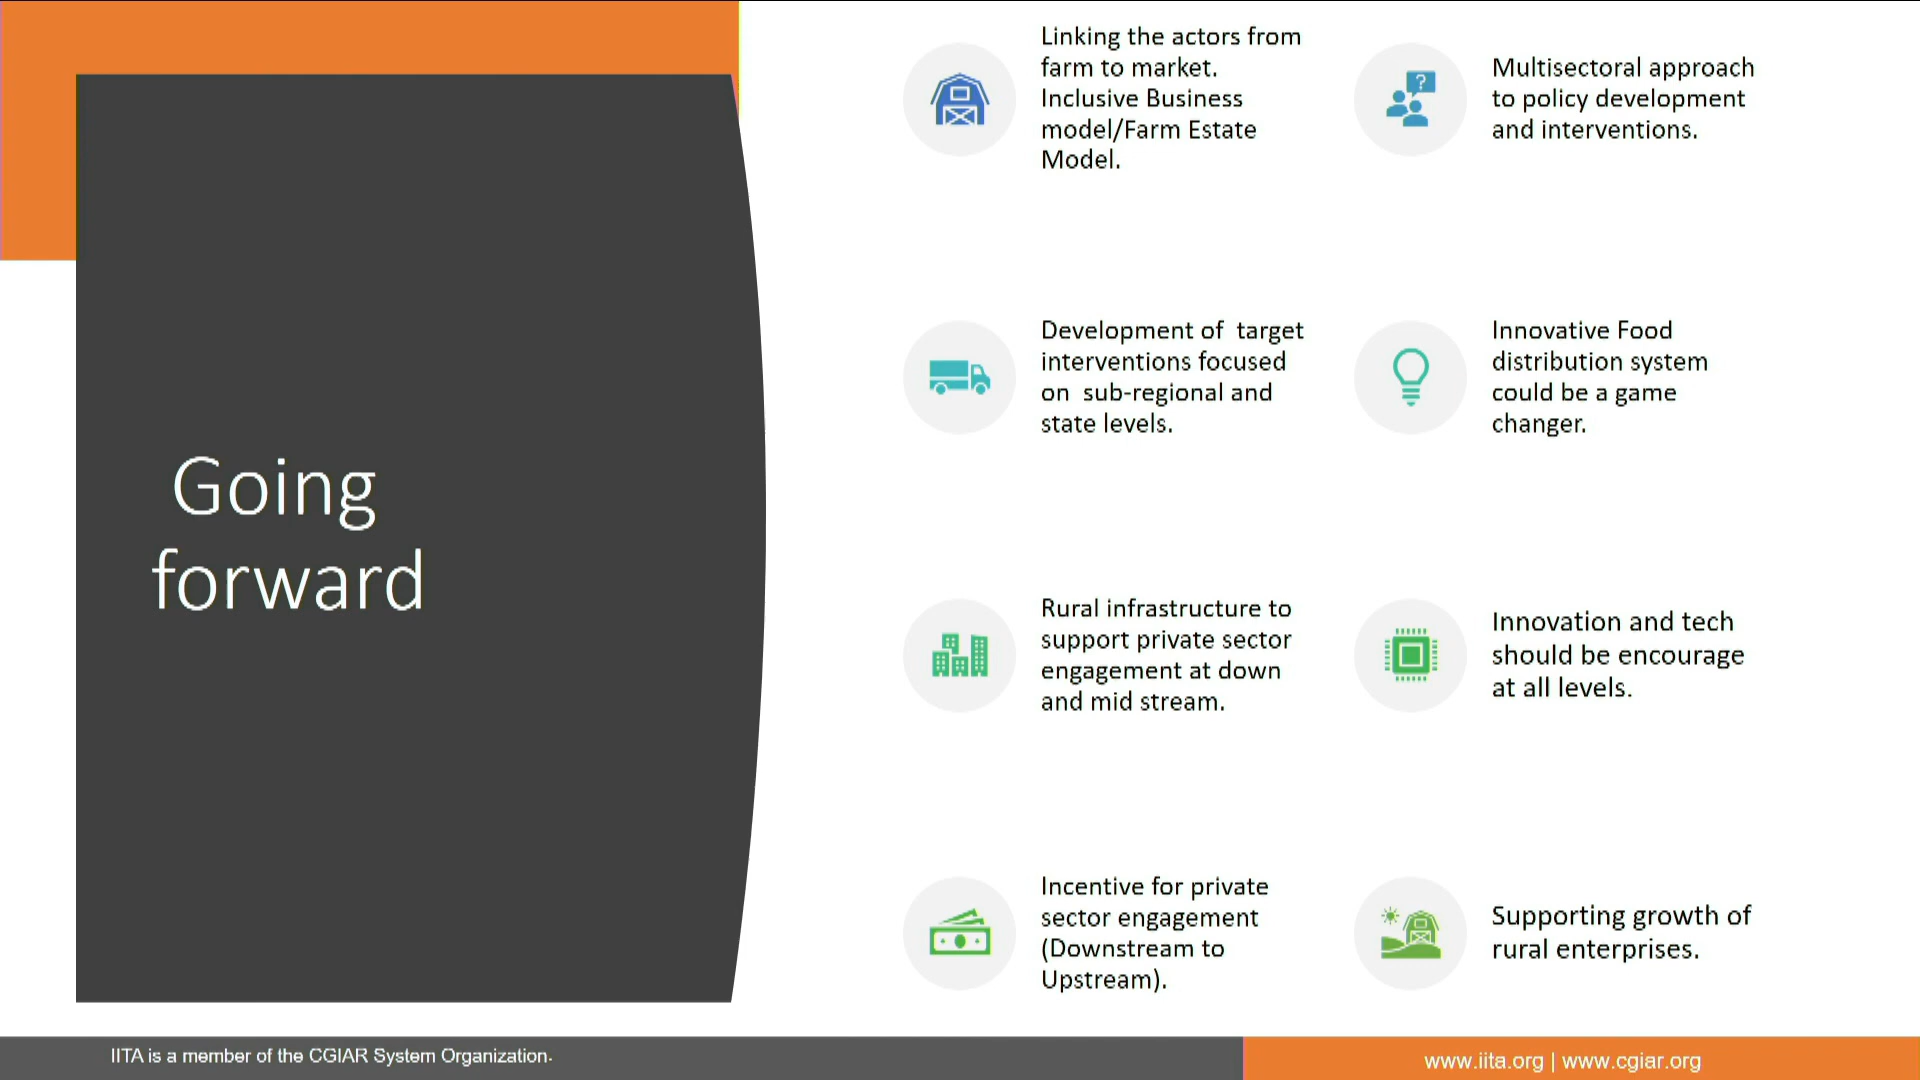 Going
forward
Linking the actors from
farm to market.
Inclusive Business
model/Farm Estate
Model.
Multisectoral approach
to policy development
and interventions.
Development of target
interventions focused
on sub-regional and
state levels.
Innovative Food
distribution system
could be a game
changer.
Rural infrastructure to
support private sector
engagement at down
and mid stream.
Innovation and tech
should be encourage
at all levels.
Incentive for private
sector engagement
(Downstream to
Upstream).
Supporting growth of
rural enterprises.
?
IITA is a member of the CGIAR System Organization.
www.iita.org | www.cgiar.org